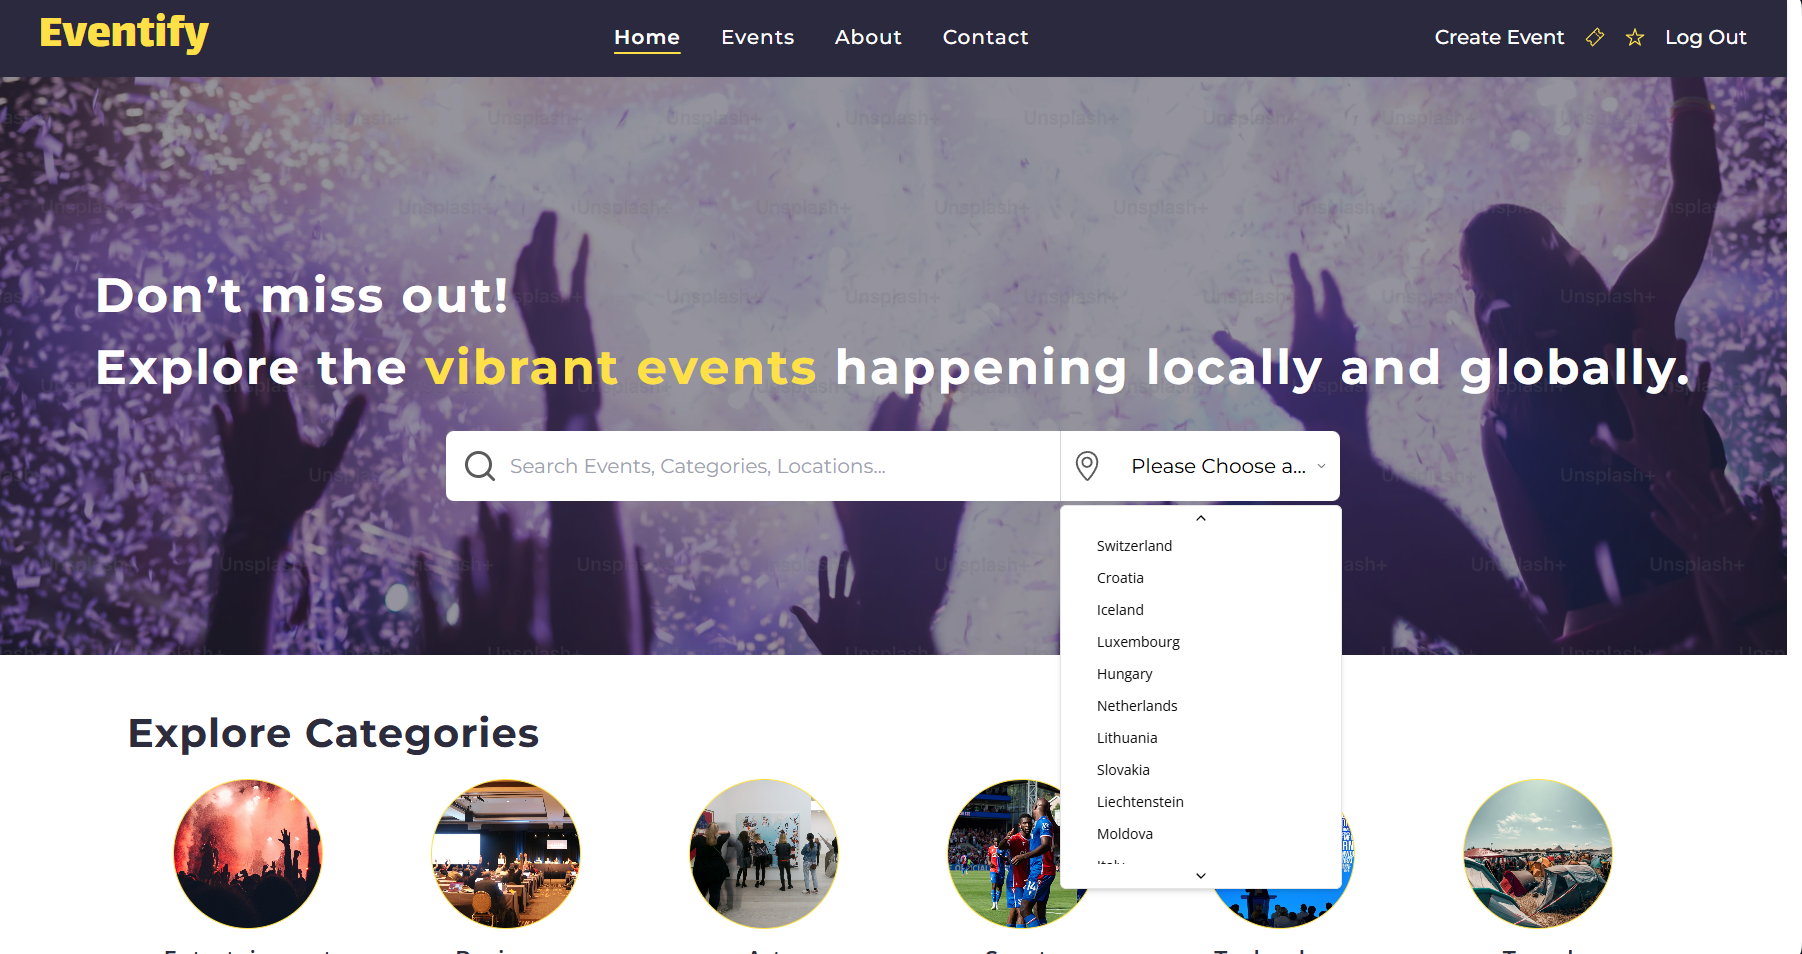 Eventify
Home Events About Contact
Create Event Log Out
Don't miss out!
Explore the vibrant events happening locally and globally.
Search Events, Categories, Locations...
Please Choose a...
Switzerland
Croatia
Iceland
Luxembourg
Hungary
Netherlands
Lithuania
Slovakia
Liechtenstein
Moldova
Explore Categories